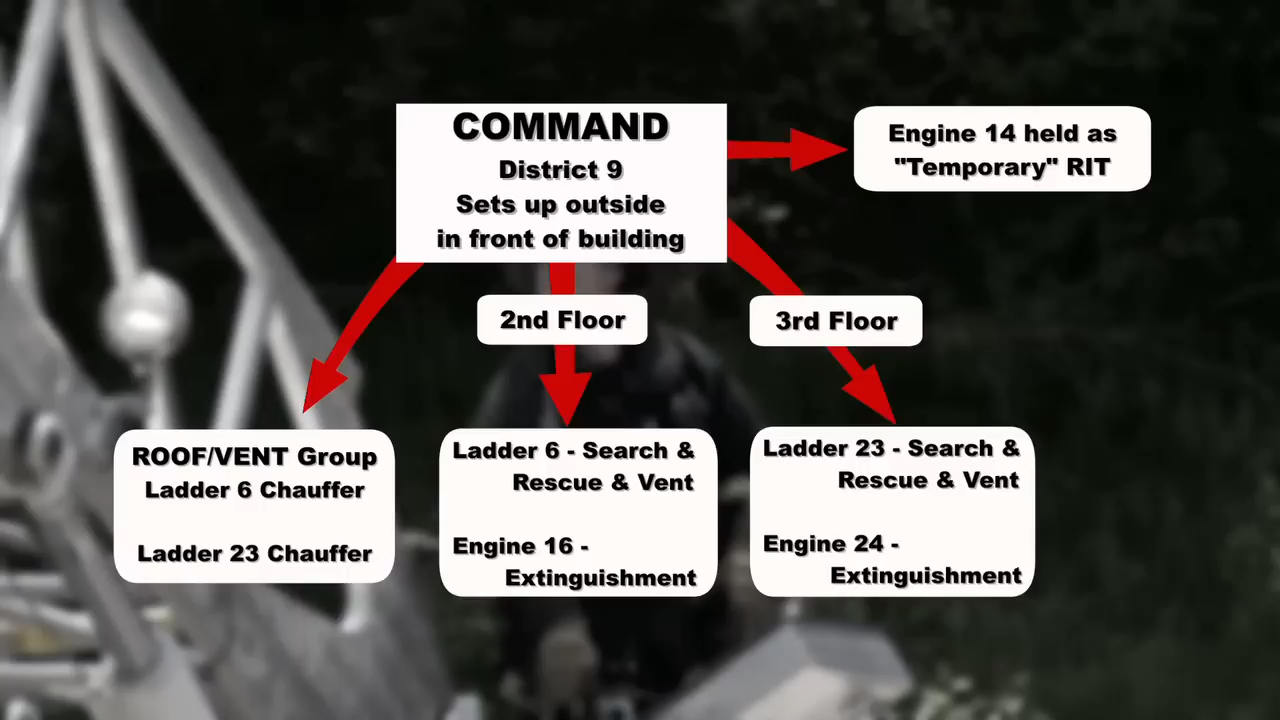 COMMAND
District 9
Sets up outside
in front of building
Engine 14 held as
"Temporary" RIT
2nd Floor
3rd Floor
ROOF/VENT Group
Ladder 6 Chauffer
Ladder 23 Chauffer
Ladder 6 - Search &
Rescue & Vent
Engine 16 -
Extinguishment
Ladder 23 - Search &
Rescue & Vent
Engine 24 -
Extinguishment